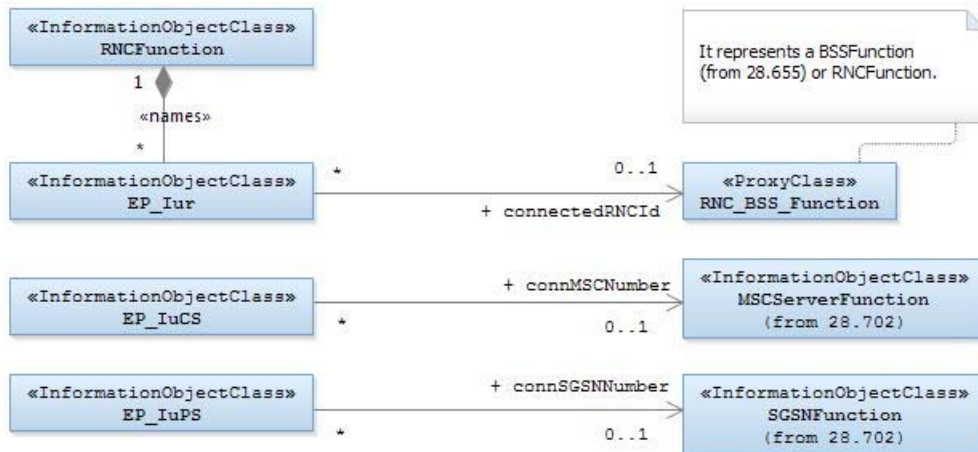 «InformationObjectClass»
RNCFunction
It represents a BSSFunction
(from 28.655) or RNCFunction.
1
«names»
*
«InformationObjectClass»
EP_Iur
*
0..1
+ connectedRNCId
«ProxyClass»
RNC_BSS_Function
«InformationObjectClass»
EP_IuCS
+ connMSCNumber
*
0..1
«InformationObjectClass»
MSCServerFunction
(from 28.702)
«InformationObjectClass»
EP_IuPS
+ connSGSNNumber
*
0..1
«InformationObjectClass»
SGSNFunction
(from 28.702)